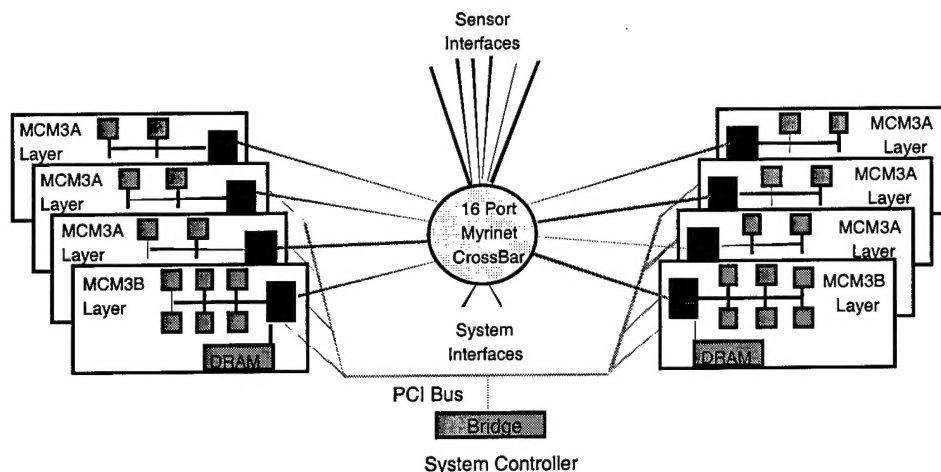 Sensor
Interfaces
MCM3A
Layer
MCM3A
Layer
MCM3A
Layer
MCM3B
Layer
DRAM
16 Port
Myrinet
CrossBar
System
Interfaces
MCM3A
Layer
MCM3A
Layer
MCM3A
Layer
MCM3B
Layer
DRAM
PCI Bus
Bridge
System Controller